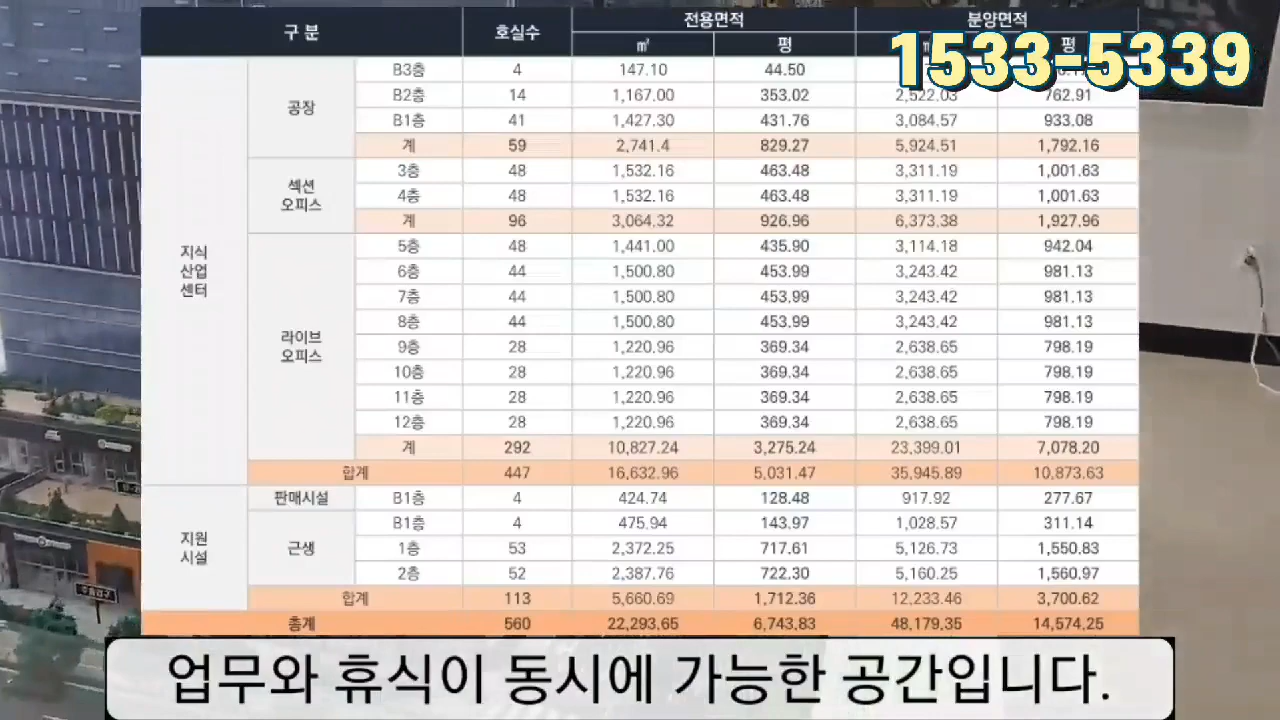 구 분 호실수 전용면적 분양면적
㎡ 평 평
1533-5339
지식 산업 센터
공장
B3층 4 147.10 44.50
B2층 14 1,167.00 353.02 2,522.03 762.91
B1층 41 1,427.30 431.76 3,084.57 933.08
계 59 2,741.4 829.27 5,924.51 1,792.16
섹션 오피스
3층 48 1,532.16 463.48 3,311.19 1,001.63
4층 48 1,532.16 463.48 3,311.19 1,001.63
계 96 3,064.32 926.96 6,373.38 1,927.96
라이브 오피스
5층 48 1,441.00 435.90 3,114.18 942.04
6층 44 1,500.80 453.99 3,243.42 981.13
7층 44 1,500.80 453.99 3,243.42 981.13
8층 44 1,500.80 453.99 3,243.42 981.13
9층 28 1,220.96 369.34 2,638.65 798.19
10층 28 1,220.96 369.34 2,638.65 798.19
11층 28 1,220.96 369.34 2,638.65 798.19
12층 28 1,220.96 369.34 2,638.65 798.19
계 292 10,827.24 3,275.24 23,399.01 7,078.20
합계 447 16,632.96 5,031.47 35,945.89 10,873.63
지원 시설
판매시설 B1층 4 424.74 128.48 917.92 277.67
근생
B1층 4 475.94 143.97 1,028.57 311.14
1층 53 2,372.25 717.61 5,126.73 1,550.83
2층 52 2,387.76 722.30 5,160.25 1,560.97
합계 113 5,660.69 1,712.36 12,233.46 3,700.62
총계 560 22,293.65 6,743,83 48,179.35 14,574,25
업무와 휴식이 동시에 가능한 공간입니다.